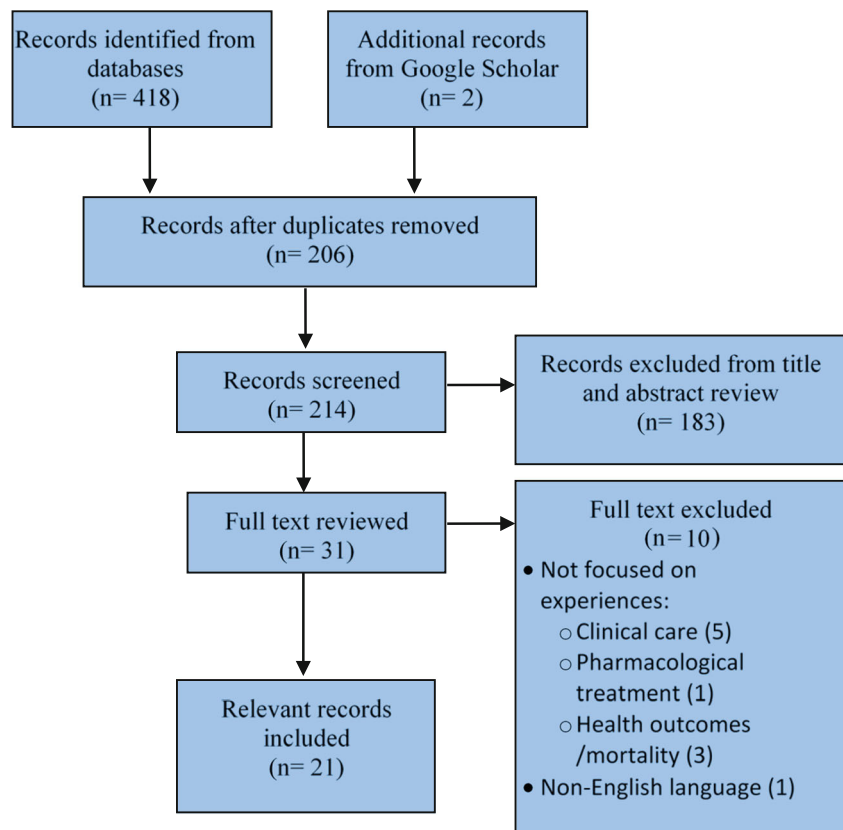 Records identified from
databases
(n= 418)
Additional records
from Google Scholar
(n= 2)
Records after duplicates removed
(n= 206)
Records screened
(n= 214)
Records excluded from title
and abstract review
(n= 183)
Full text reviewed
(n= 31)
Full text excluded
(n=10)
• Not focused on
experiences:
○ Clinical care (5)
○ Pharmacological
treatment (1)
○ Health outcomes
/mortality (3)
• Non-English language (1)
Relevant records
included
(n= 21)